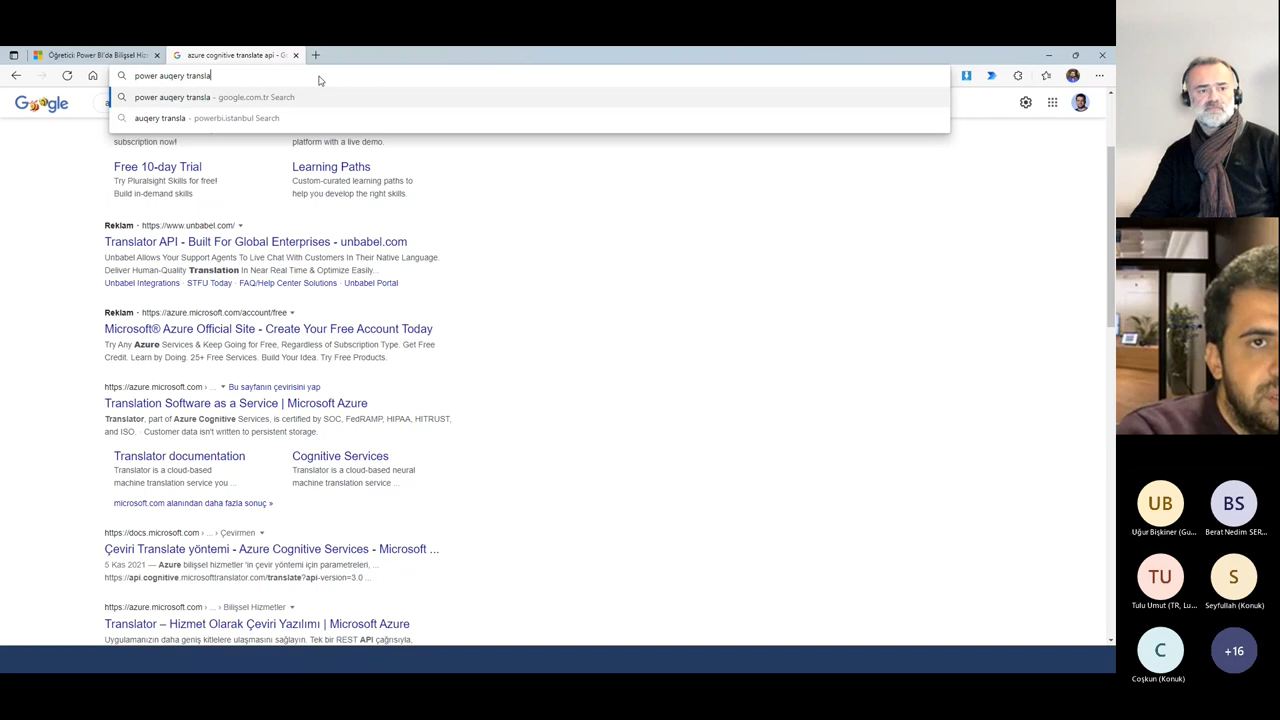 Öğretici: Power BI'da Bilişsel Hiz
azure cognitive translate api - Go
power auqery transla
power auqery transla - google.com.tr Search
auqery transla - powerbi.istanbul Search
Google
subscription now!
platform with a live demo.
Free 10-day Trial
Learning Paths
Try Pluralsight Skills for free!
Custom-curated learning paths to
Build in-demand skills
help you develop the right skills.
Reklam · https://www.unbabel.com/
Translator API - Built For Global Enterprises - unbabel.com
Unbabel Allows Your Support Agents To Live Chat With Customers In Their Native Language.
Deliver Human-Quality Translation In Near Real Time & Optimize Easily...
Unbabel Integrations · STFU Today · FAQ/Help Center Solutions · Unbabel Portal
Reklam · https://azure.microsoft.com/account/free
Microsoft® Azure Official Site - Create Your Free Account Today
Try Any Azure Services & Keep Going for Free, Regardless of Subscription Type. Get Free
Credit. Learn by Doing. 25+ Free Services. Build Your Idea. Try Free Products.
https://azure.microsoft.com › ... Bu sayfanın çevirisini yap
Translation Software as a Service | Microsoft Azure
Translator, part of Azure Cognitive Services, is certified by SOC, FedRAMP, HIPAA, HITRUST,
and ISO. · Customer data isn't written to persistent storage.
Translator documentation
Cognitive Services
Translator is a cloud-based
Translator is a cloud-based neural
machine translation service you ...
machine translation service ...
microsoft.com alanından daha fazla sonuç »
https://docs.microsoft.com › ... › Çevirmen
Çeviri Translate yöntemi - Azure Cognitive Services - Microsoft ...
5 Kas 2021 — Azure bilişsel hizmetler 'in çevir yöntemi için parametreleri, ...
https://api.cognitive.microsofttranslator.com/translate?api-version=3.0 ...
https://azure.microsoft.com › ... › Bilişsel Hizmetler
Translator – Hizmet Olarak Çeviri Yazılımı | Microsoft Azure
Uygulamanızın daha geniş kitlelere ulaşmasını sağlayın. Tek bir REST API çağrısıyla,
UB
BS
Uğur Bişkiner (Gu...
Berat Nedim SER...
TU
S
Tulu Umut (TR, Lu...
Seyfullah (Konuk)
C
+16
Coşkun (Konuk)